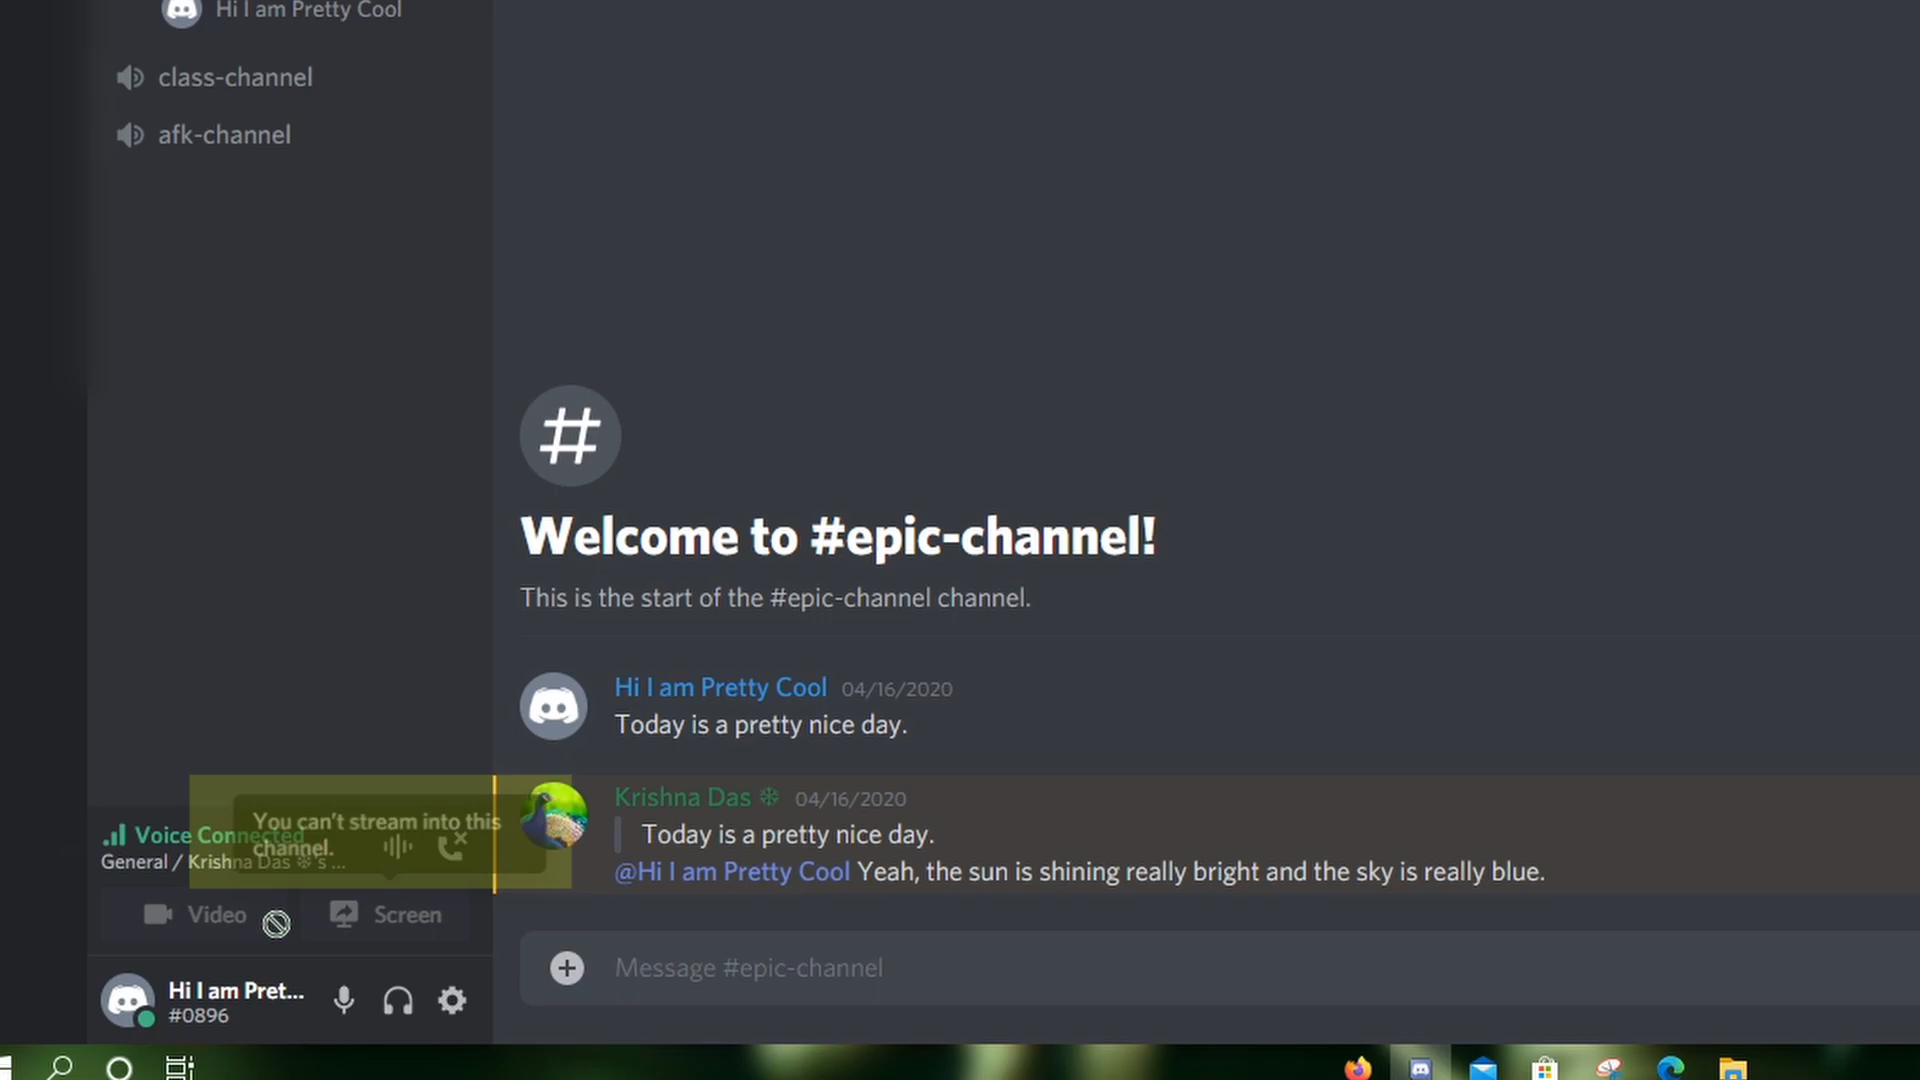 Hi I am Pretty Cool
class-channel
afk-channel
Welcome to #epic-channel!
This is the start of the #epic-channel channel.
Hi I am Pretty Cool 04/16/2020
Today is a pretty nice day.
Krishna Das ❄ 04/16/2020
Today is a pretty nice day.
@Hi I am Pretty Cool Yeah, the sun is shining really bright and the sky is really blue.
Message #epic-channel
You can't stream into this
channel.
Voice Connected
General / Krishna Das ❄'s ...
Video
Screen
Hi I am Pret...
#0896